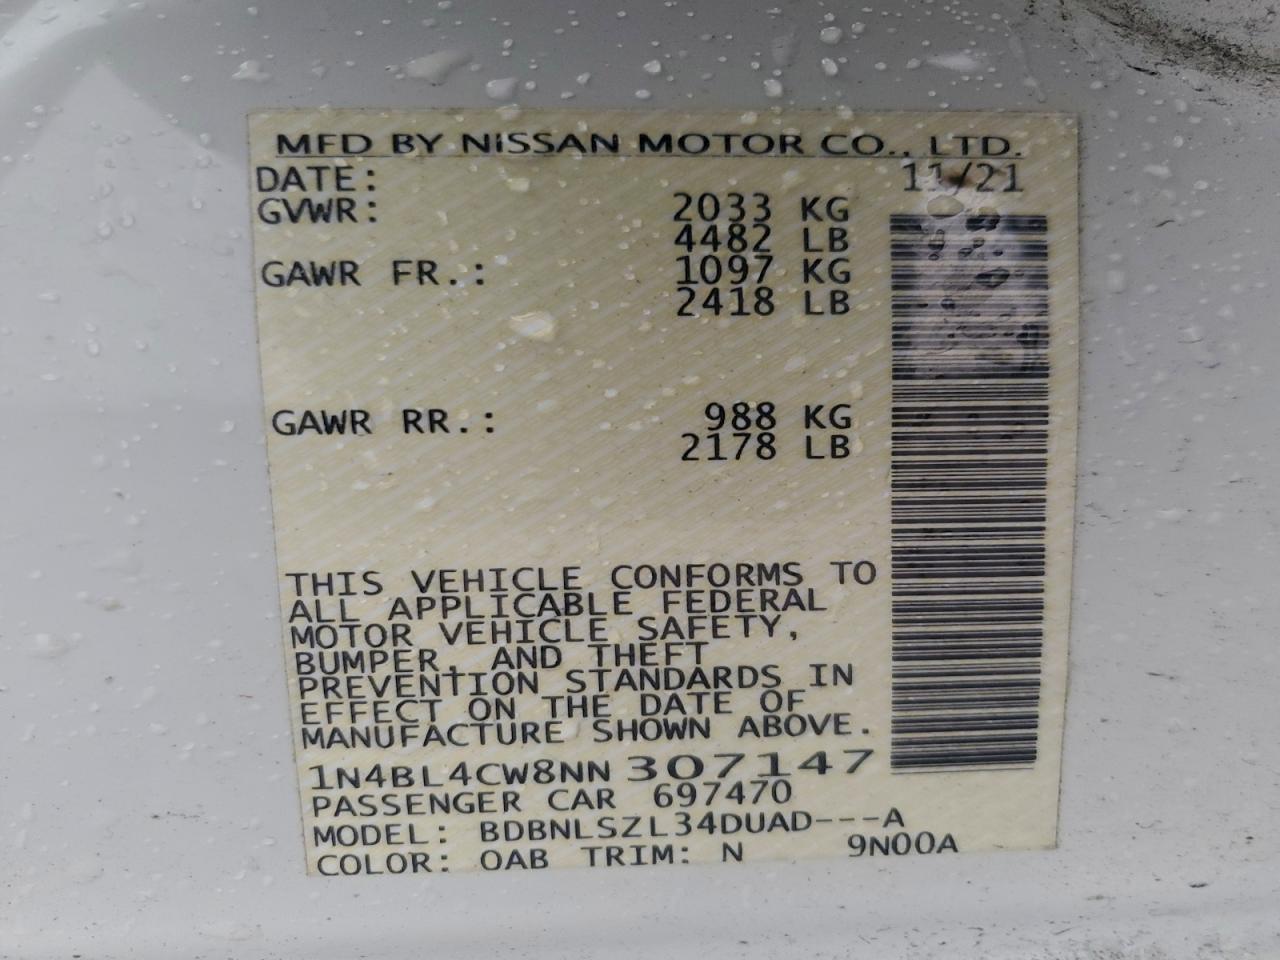 MFD BY NISSAN MOTOR CO., LTD.
DATE: 11/21
GVWR: 2033 KG
4482 LB
GAWR FR.: 1097 KG
2418 LB
GAWR RR.: 988 KG
2178 LB
THIS VEHICLE CONFORMS TO
ALL APPLICABLE FEDERAL
MOTOR VEHICLE SAFETY,
BUMPER, AND THEFT
PREVENTION STANDARDS IN
EFFECT ON THE DATE OF
MANUFACTURE SHOWN ABOVE.
1N4BL4CW8NN307147
PASSENGER CAR 697470
MODEL: BDBNLSZL34DUAD---A
COLOR: QAB TRIM: N 9N00A